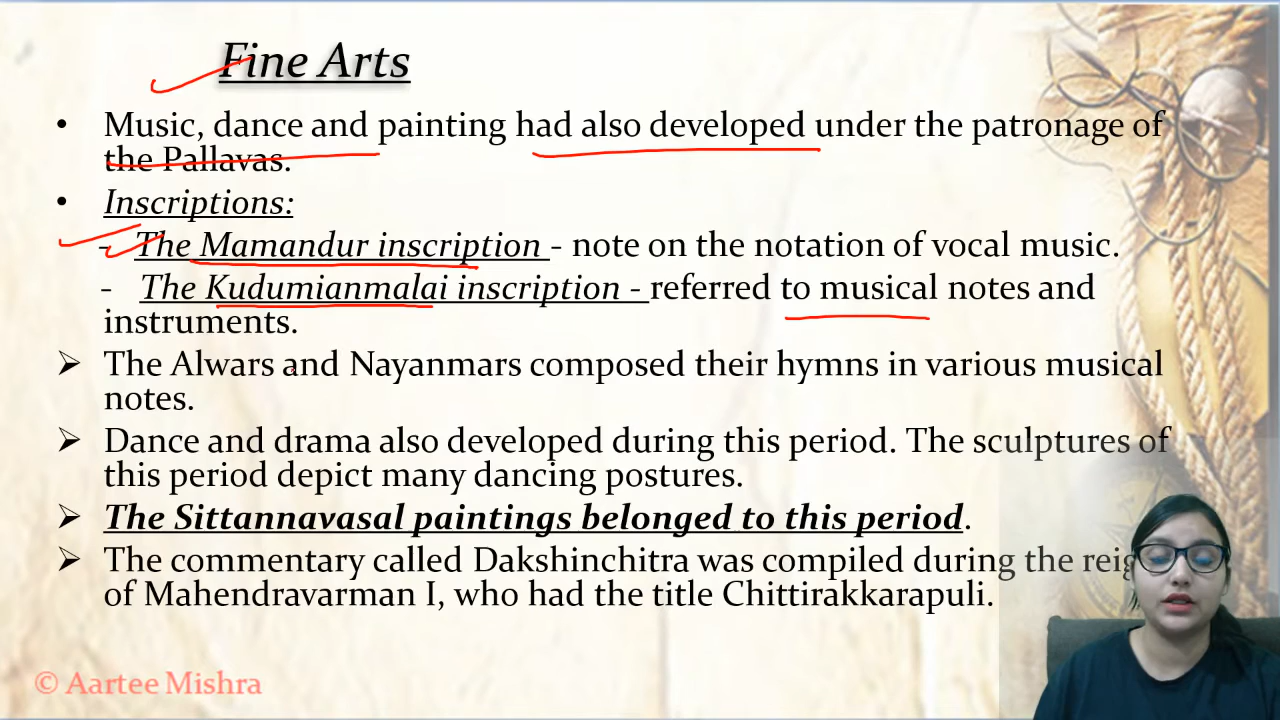 Fine Arts
• Music, dance and painting had also developed under the patronage of
the Pallavas.
• Inscriptions:
- The Mamandur inscription - note on the notation of vocal music.
- The Kudumianmalai inscription - referred to musical notes and
instruments.
➢ The Alwars and Nayanmars composed their hymns in various musical
notes.
➢ Dance and drama also developed during this period. The sculptures of
this period depict many dancing postures.
➢ The Sittannavasal paintings belonged to this period.
➢ The commentary called Dakshinchitra was compiled during the reig
of Mahendravarman I, who had the title Chittirakkarapuli.
© Aartee Mishra